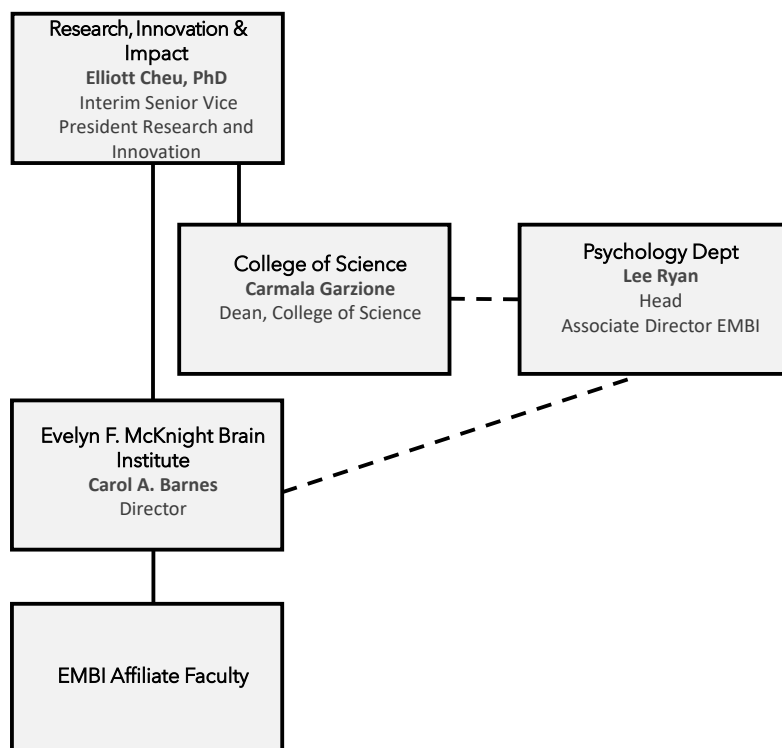 Research, Innovation &
Impact
Elliott Cheu, PhD
Interim Senior Vice
President Research and
Innovation
College of Science
Carmala Garzione
Dean, College of Science
Psychology Dept
Lee Ryan
Head
Associate Director EMBI
Evelyn F. McKnight Brain
Institute
Carol A. Barnes
Director
EMBI Affiliate Faculty